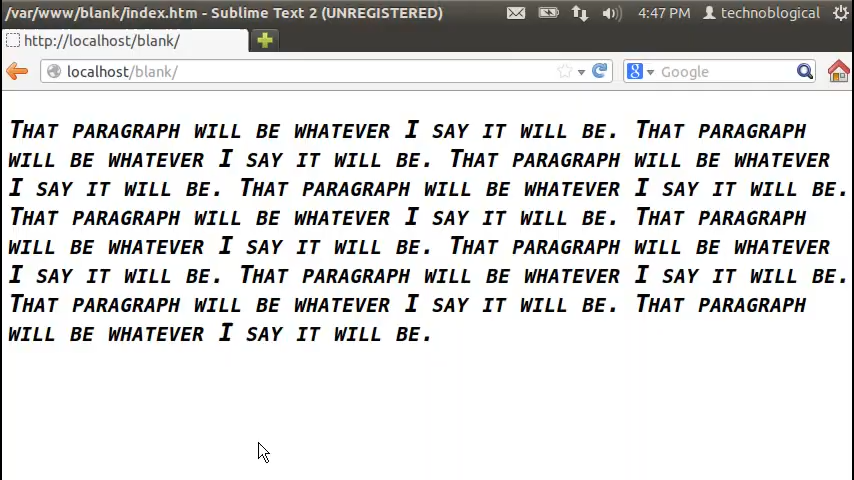 /var/www/blank/index.htm - Sublime Text 2 (UNREGISTERED) 4:47 PM technoblogical
http://localhost/blank/
localhost/blank/ Google
THAT PARAGRAPH WILL BE WHATEVER I SAY IT WILL BE. THAT PARAGRAPH
WILL BE WHATEVER I SAY IT WILL BE. THAT PARAGRAPH WILL BE WHATEVER
I SAY IT WILL BE. THAT PARAGRAPH WILL BE WHATEVER I SAY IT WILL BE.
THAT PARAGRAPH WILL BE WHATEVER I SAY IT WILL BE. THAT PARAGRAPH
WILL BE WHATEVER I SAY IT WILL BE. THAT PARAGRAPH WILL BE WHATEVER
I SAY IT WILL BE. THAT PARAGRAPH WILL BE WHATEVER I SAY IT WILL BE.
THAT PARAGRAPH WILL BE WHATEVER I SAY IT WILL BE. THAT PARAGRAPH
WILL BE WHATEVER I SAY IT WILL BE.